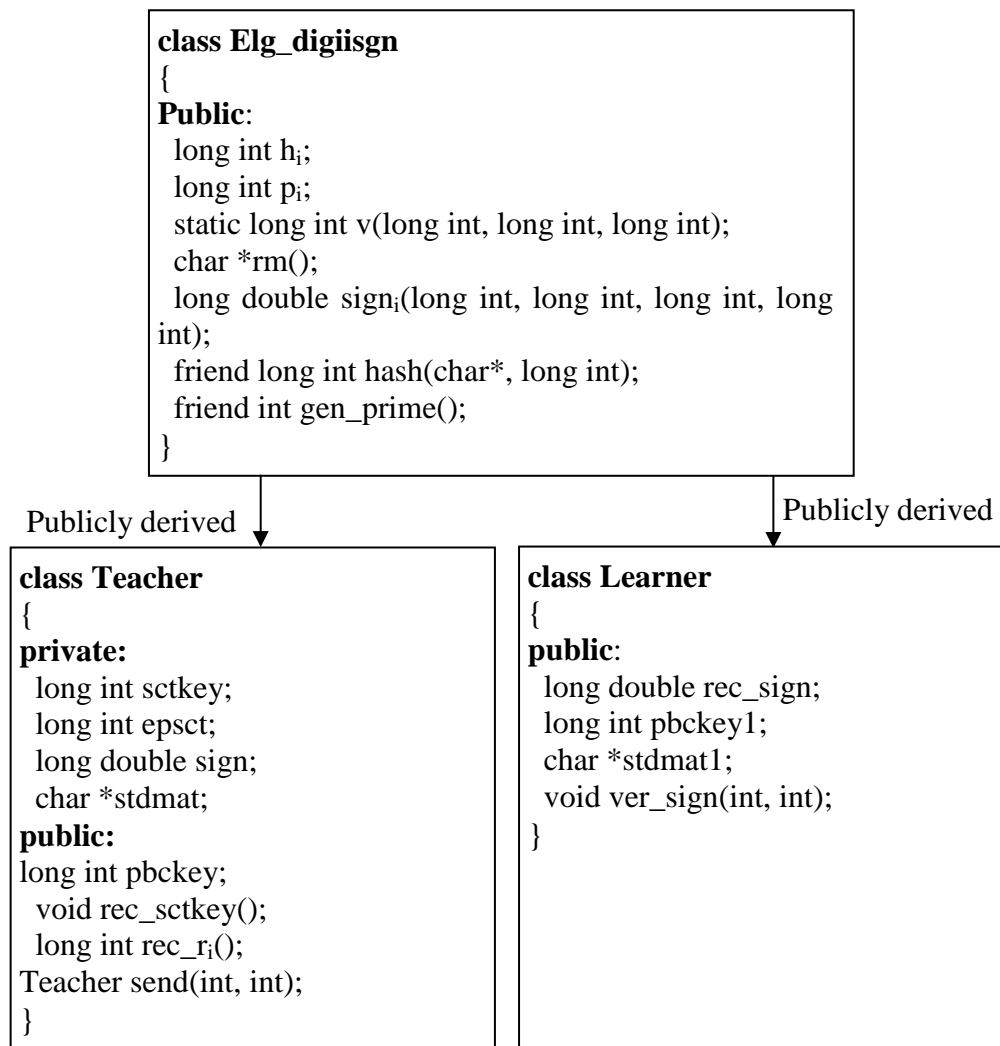 class Elg_digiisgn
{
Public:
long int hᵢ;
long int pᵢ;
static long int v(long int, long int, long int);
char *rm();
long double signᵢ(long int, long int, long int, long
int);
friend long int hash(char*, long int);
friend int gen_prime();
}
Publicly derived
Publicly derived
class Teacher
{
private:
long int sctkey;
long int epsct;
long double sign;
char *stdmat;
public:
long int pbckey;
void rec_sctkey();
long int rec_rᵢ();
Teacher send(int, int);
}
class Learner
{
public:
long double rec_sign;
long int pbckey1;
char *stdmat1;
void ver_sign(int, int);
}